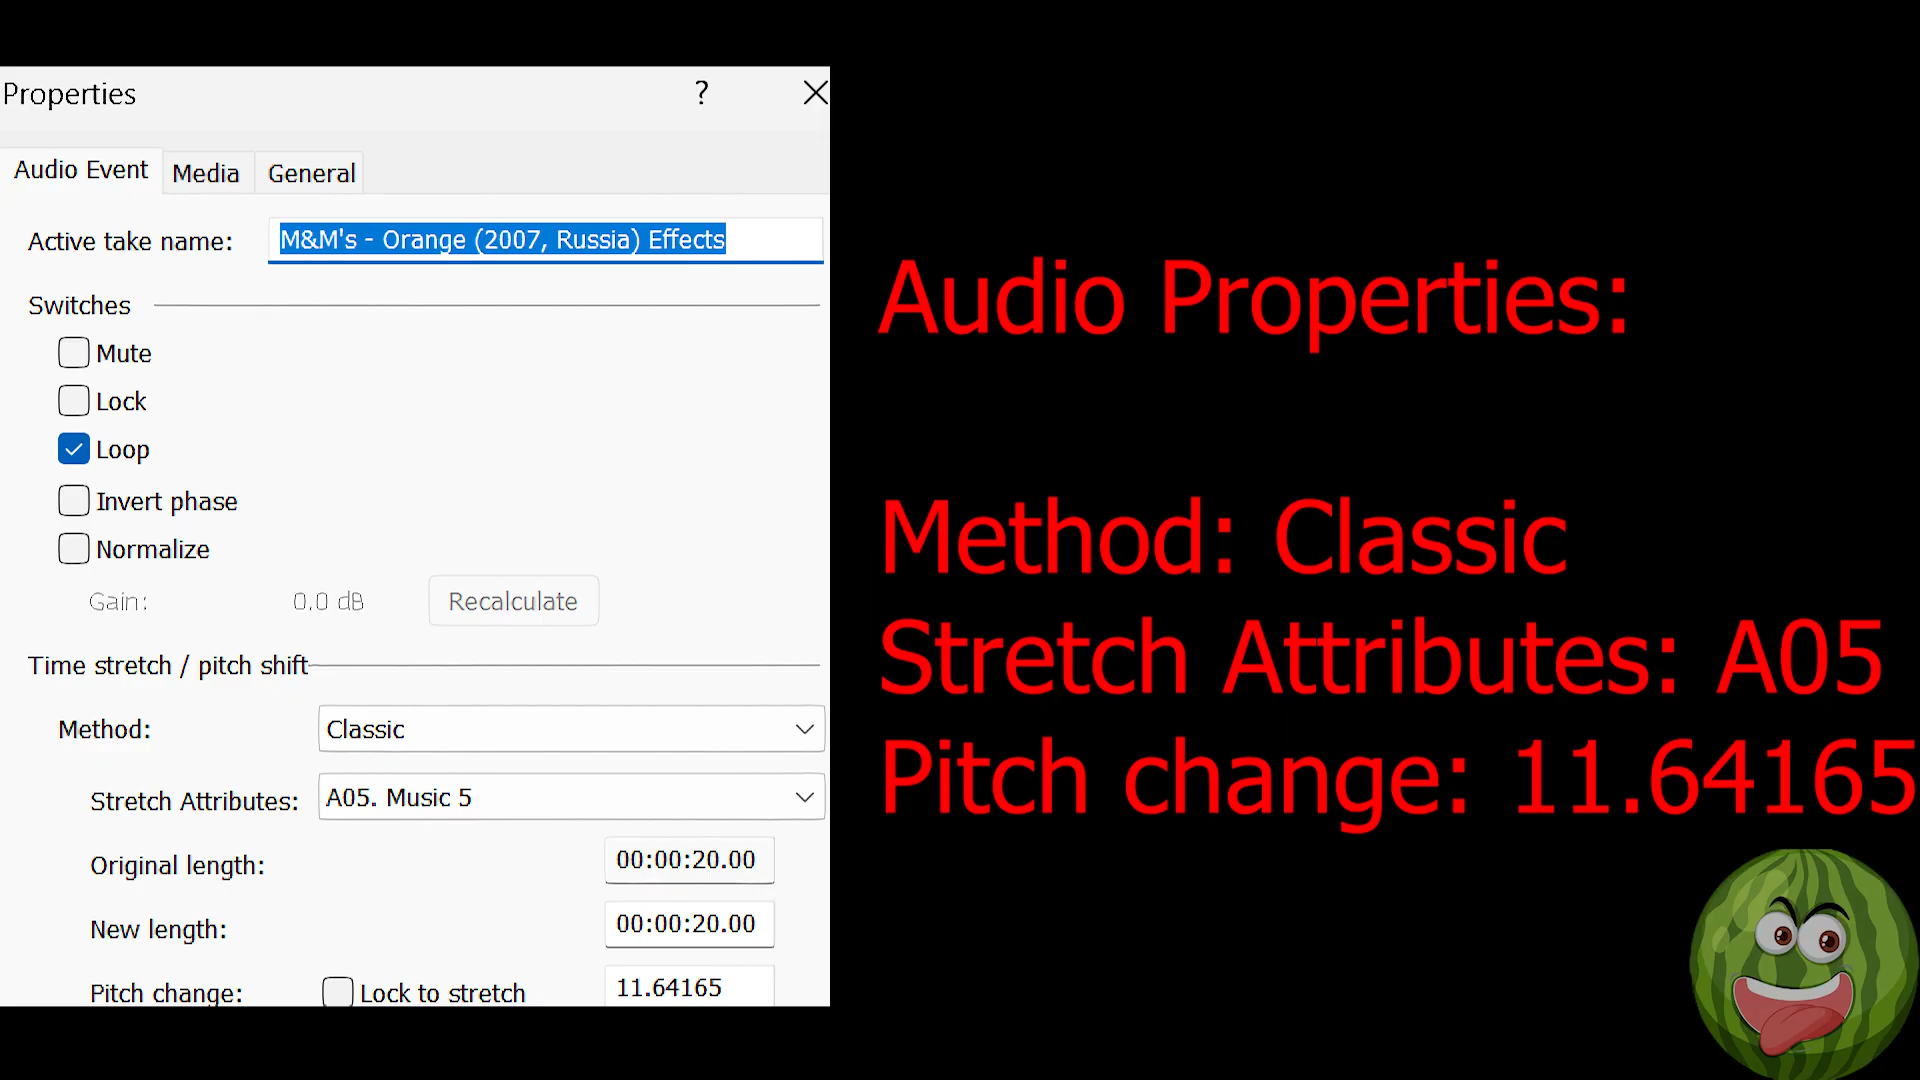 Properties
?
Audio Event
Media
General
Active take name:
M&M's - Orange (2007, Russia) Effects
Switches
Mute
Lock
Loop
Invert phase
Normalize
Gain:
0.0 dB
Recalculate
Time stretch / pitch shift
Method:
Classic
Stretch Attributes:
A05. Music 5
Original length:
00:00:20.00
New length:
00:00:20.00
Pitch change:
Lock to stretch
11.64165
Audio Properties:
Method: Classic
Stretch Attributes: A05
Pitch change: 11.64165